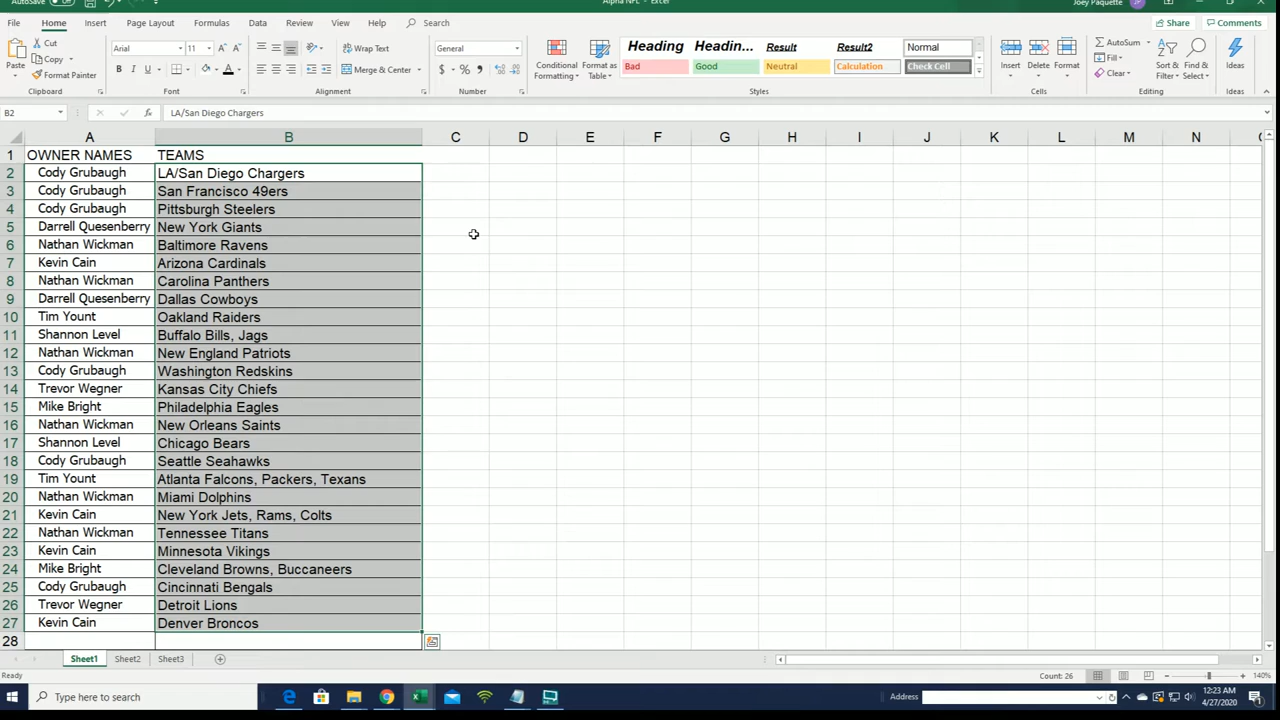 AutoSave Off Alpha NFL - Excel Joey Paquette JP
File Home Insert Page Layout Formulas Data Review View Help Search Share Comments
Paste Cut Copy Format Painter Clipboard
Arial 11 A A B I U A Font
Wrap Text Merge & Center Alignment
General $ % Number
Conditional Formatting Format as Table
Heading Headin... Result Result2 Normal
Bad Good Neutral Calculation Check Cell
Styles
Insert Delete Format Cells
AutoSum Fill Clear Sort & Filter Find & Select Editing
Ideas Ideas
B2 fx LA/San Diego Chargers
A B C D E F G H I J K L M N
1 OWNER NAMES TEAMS
2 Cody Grubaugh LA/San Diego Chargers
3 Cody Grubaugh San Francisco 49ers
4 Cody Grubaugh Pittsburgh Steelers
5 Darrell Quesenberry New York Giants
6 Nathan Wickman Baltimore Ravens
7 Kevin Cain Arizona Cardinals
8 Nathan Wickman Carolina Panthers
9 Darrell Quesenberry Dallas Cowboys
10 Tim Yount Oakland Raiders
11 Shannon Level Buffalo Bills, Jags
12 Nathan Wickman New England Patriots
13 Cody Grubaugh Washington Redskins
14 Trevor Wegner Kansas City Chiefs
15 Mike Bright Philadelphia Eagles
16 Nathan Wickman New Orleans Saints
17 Shannon Level Chicago Bears
18 Cody Grubaugh Seattle Seahawks
19 Tim Yount Atlanta Falcons, Packers, Texans
20 Nathan Wickman Miami Dolphins
21 Kevin Cain New York Jets, Rams, Colts
22 Nathan Wickman Tennessee Titans
23 Kevin Cain Minnesota Vikings
24 Mike Bright Cleveland Browns, Buccaneers
25 Cody Grubaugh Cincinnati Bengals
26 Trevor Wegner Detroit Lions
27 Kevin Cain Denver Broncos
28
Sheet1 Sheet2 Sheet3
Ready Count: 26 140%
Type here to search Address 12:23 AM
4/27/2020